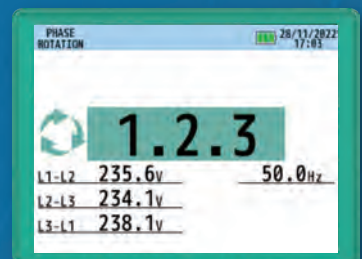 PHASE
ROTATION
28/11/2022
17:03
1.2.3
L1-L2 235.6V 50.0Hz
L2-L3 234.1V
L3-L1 238.1V